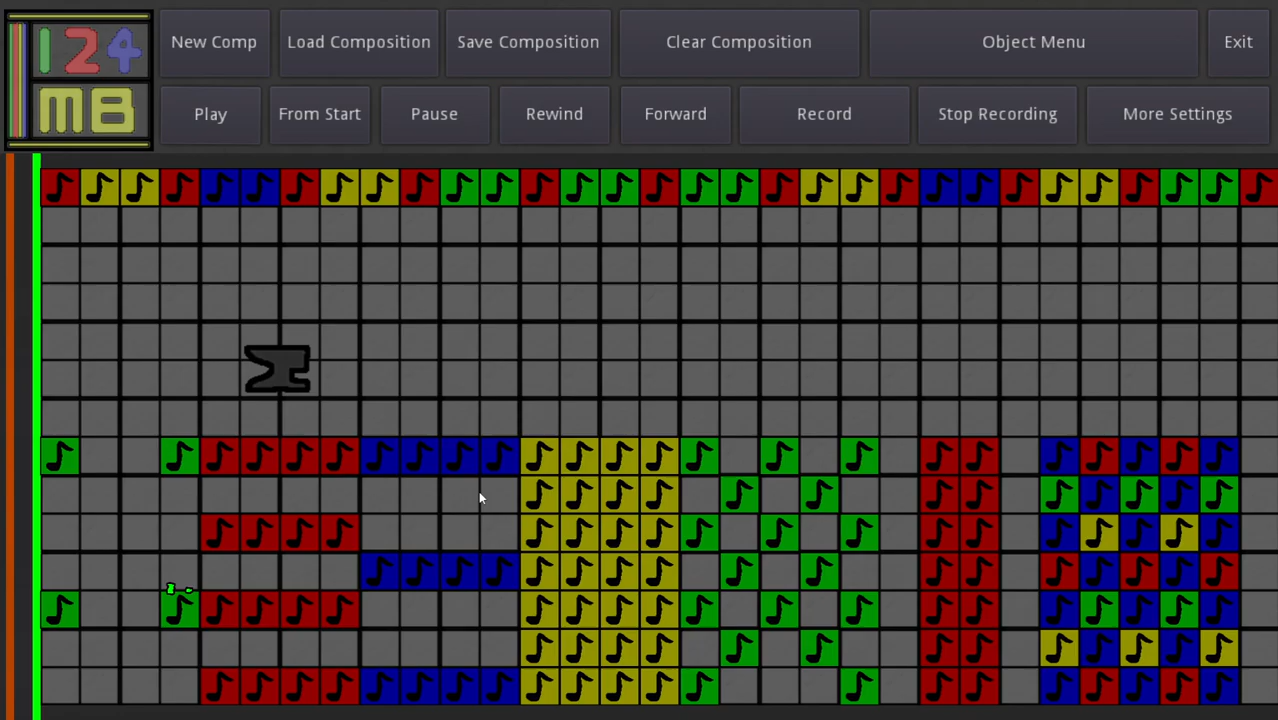 124
MB
New Comp Load Composition Save Composition Clear Composition Object Menu Exit
Play From Start Pause Rewind Forward Record Stop Recording More Settings